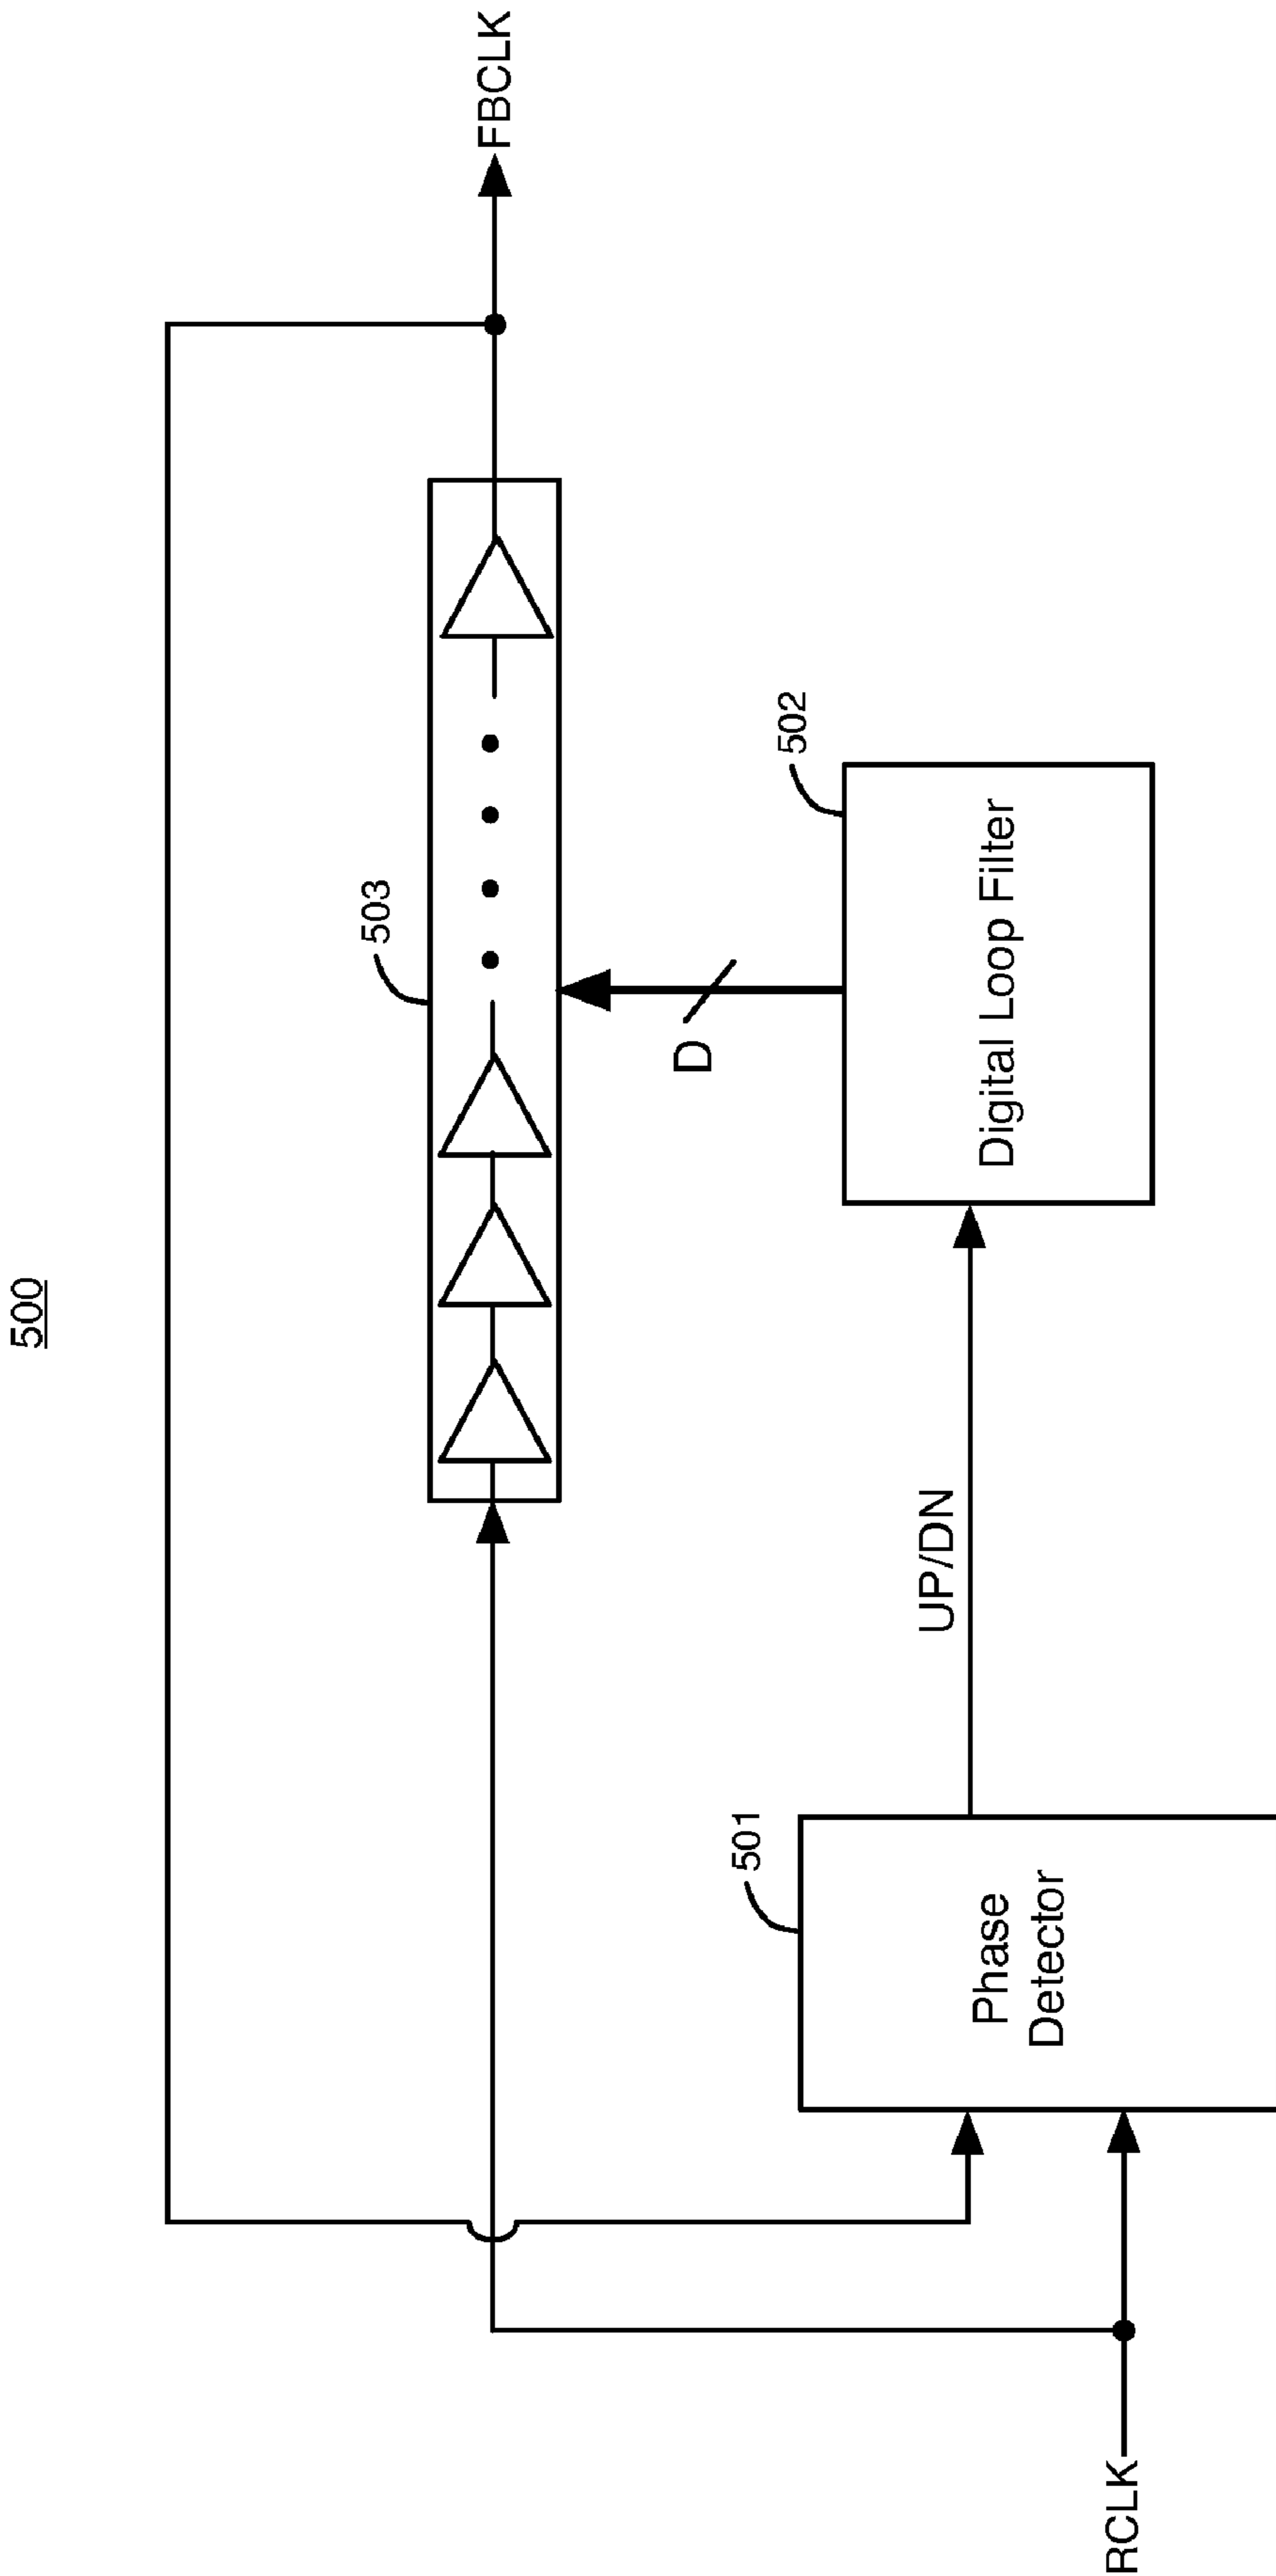 500
FBCLK
503
D
502
Digital Loop Filter
UP/DN
501
Phase
Detector
RCLK